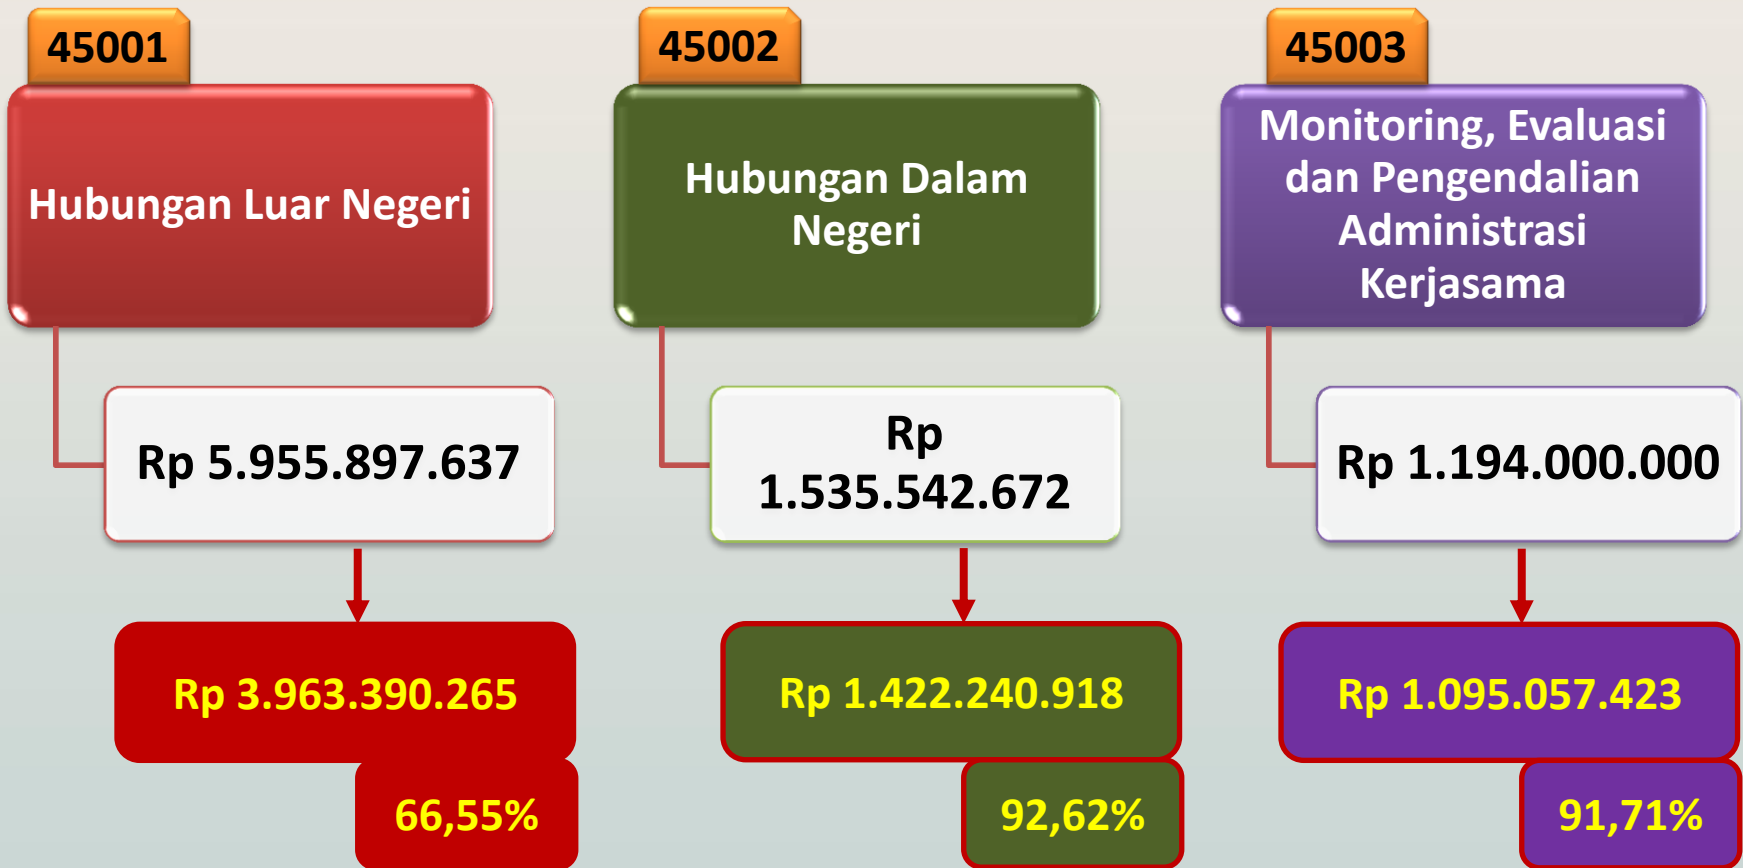 45001
Hubungan Luar Negeri
Rp 5.955.897.637
Rp 3.963.390.265
66,55%
45002
Hubungan Dalam
Negeri
Rp
1.535.542.672
Rp 1.422.240.918
92,62%
45003
Monitoring, Evaluasi
dan Pengendalian
Administrasi
Kerjasama
Rp 1.194.000.000
Rp 1.095.057.423
91,71%